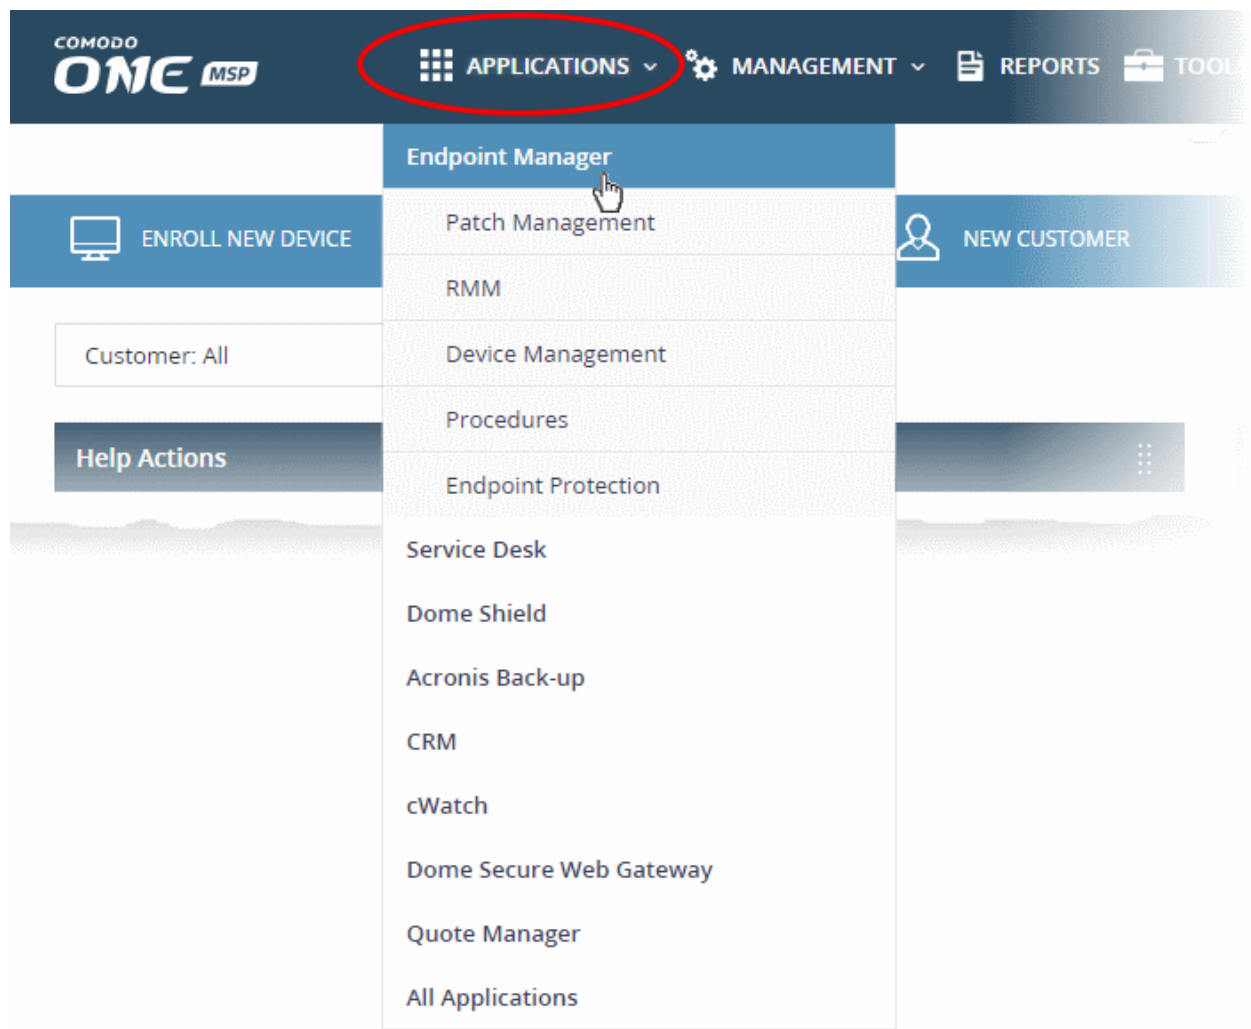 COMODO
ONE MSP
APPLICATIONS
MANAGEMENT
REPORTS
TOOLS
Endpoint Manager
Patch Management
ENROLL NEW DEVICE
NEW CUSTOMER
RMM
Device Management
Customer: All
Procedures
Help Actions
Endpoint Protection
Service Desk
Dome Shield
Acronis Back-up
CRM
cWatch
Dome Secure Web Gateway
Quote Manager
All Applications